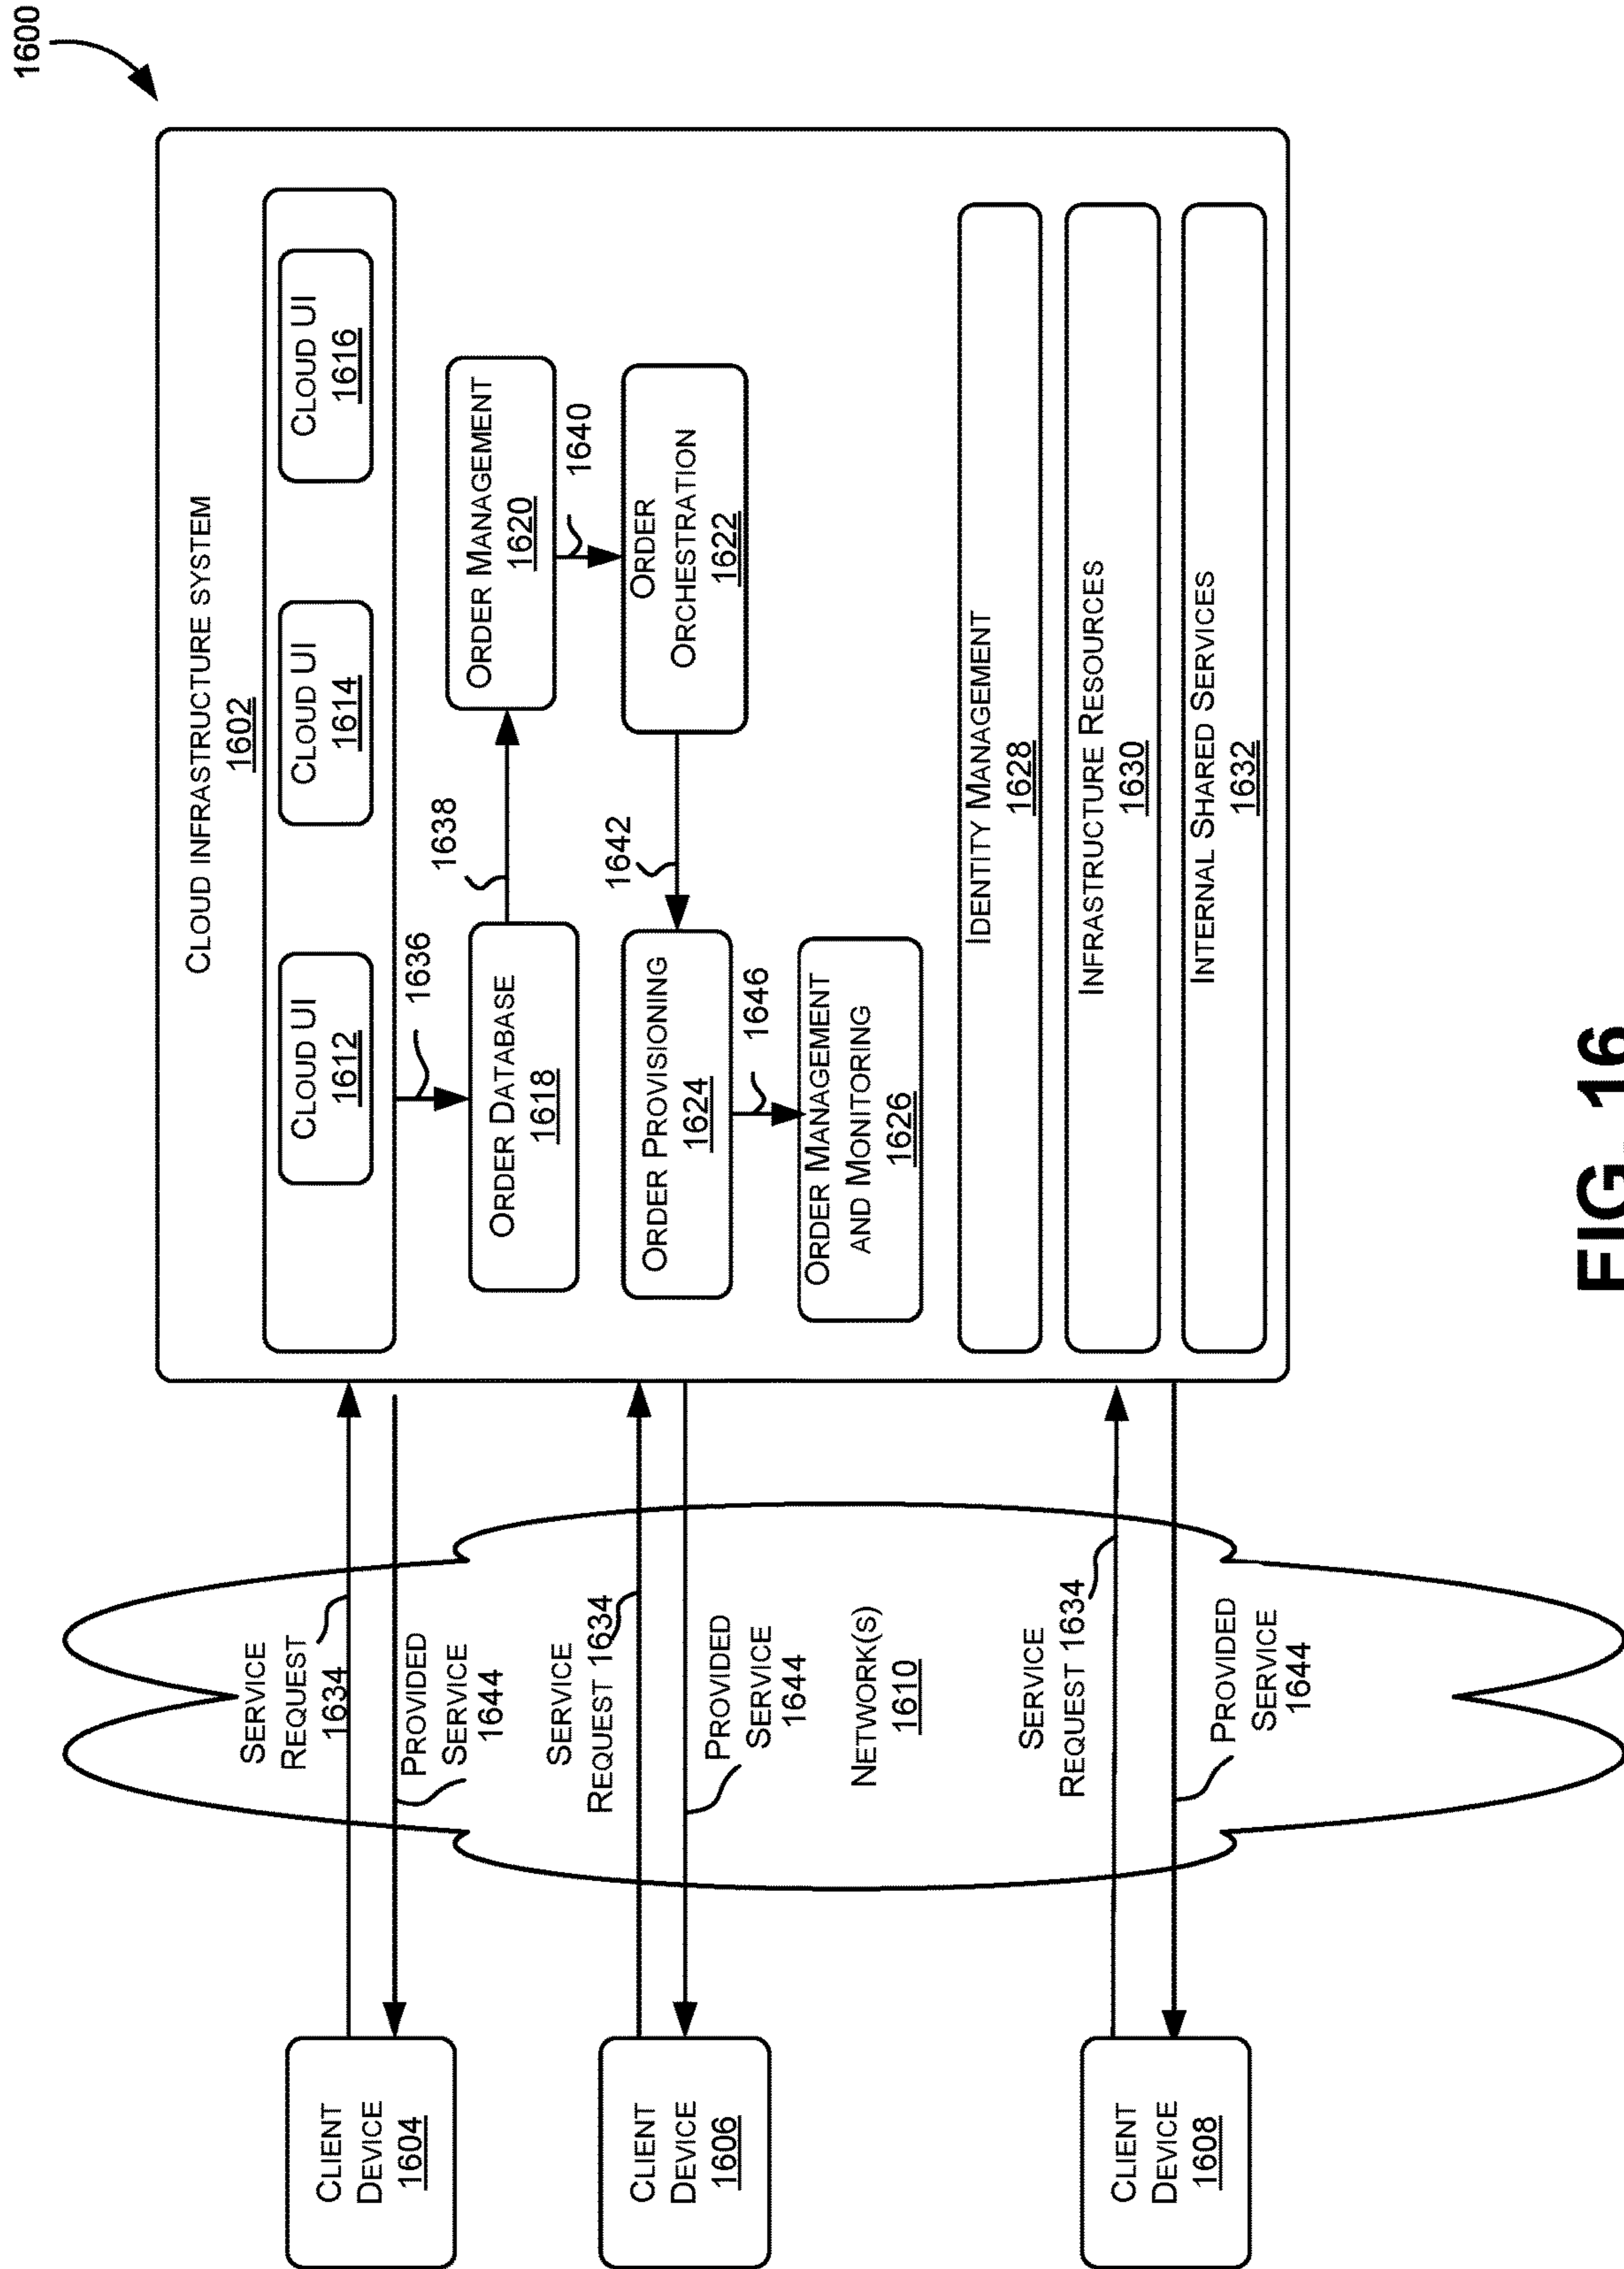 1600
CLOUD INFRASTRUCTURE SYSTEM
1602
CLOUD UI
1612
CLOUD UI
1614
CLOUD UI
1616
1636
ORDER DATABASE
1618
1638
ORDER MANAGEMENT
1620
1640
ORDER
ORCHESTRATION
1622
1642
ORDER PROVISIONING
1624
1646
ORDER MANAGEMENT
AND MONITORING
1626
IDENTITY MANAGEMENT
1628
INFRASTRUCTURE RESOURCES
1630
INTERNAL SHARED SERVICES
1632
SERVICE
REQUEST
1634
PROVIDED
SERVICE
1644
SERVICE
REQUEST 1634
PROVIDED
SERVICE
1644
NETWORK(S)
1610
SERVICE
REQUEST 1634
PROVIDED
SERVICE
1644
CLIENT
DEVICE
1604
CLIENT
DEVICE
1606
CLIENT
DEVICE
1608
FIG. 16